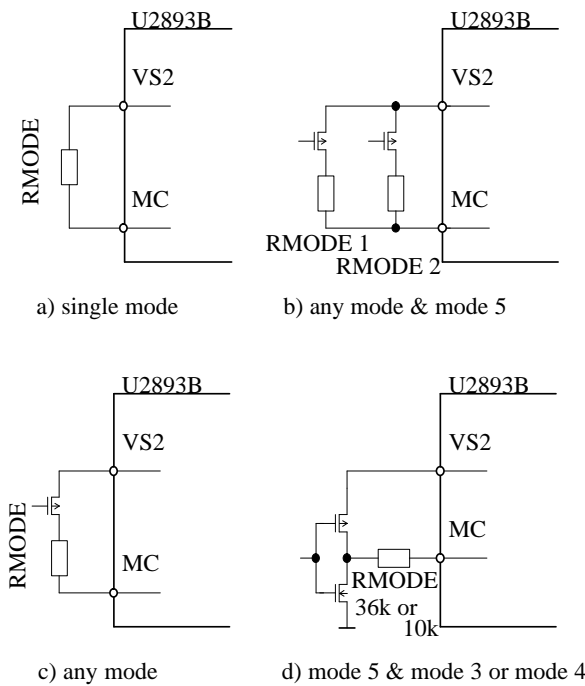 U2893B
VS2
RMODE
MC
a) single mode
U2893B
VS2
MC
RMODE 1
RMODE 2
b) any mode & mode 5
U2893B
VS2
RMODE
MC
c) any mode
U2893B
VS2
MC
RMODE
36k or
10k
d) mode 5 & mode 3 or mode 4